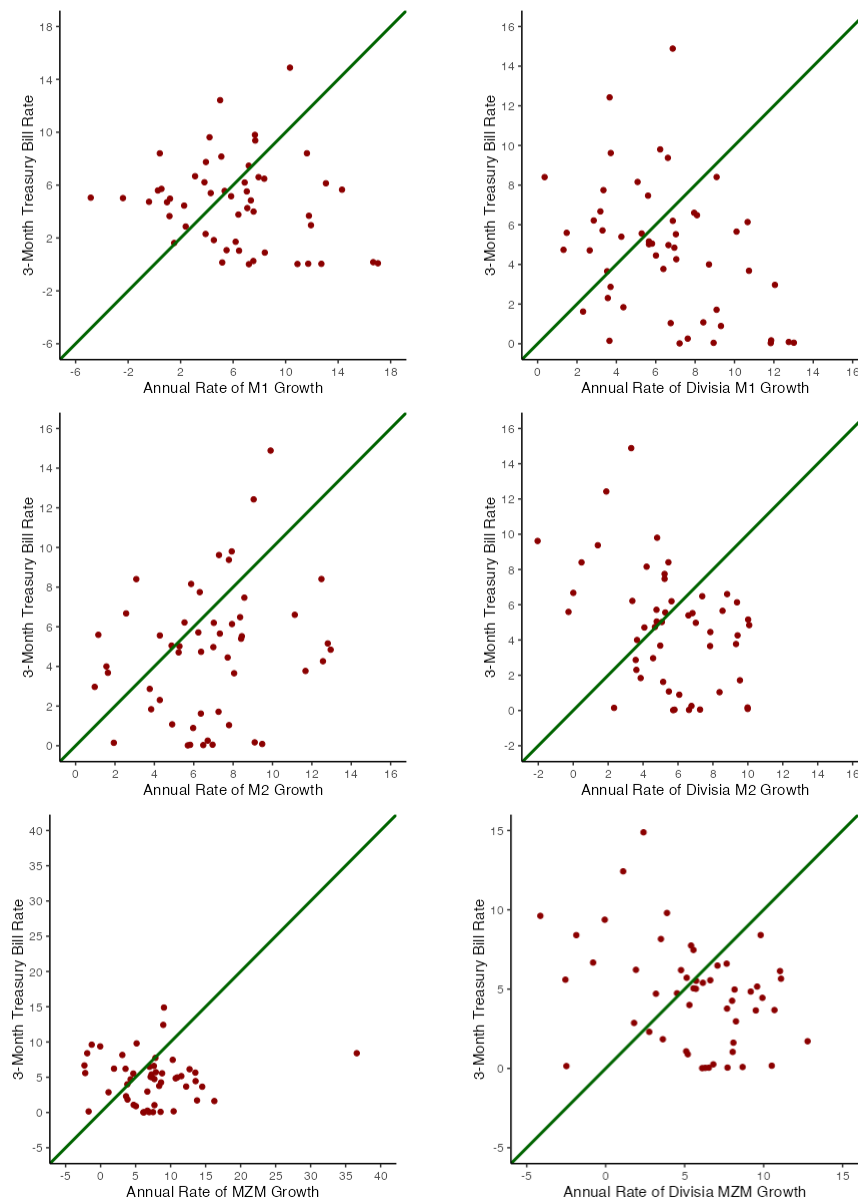 18
14
10
6
2
-2
-6
3-Month Treasury Bill Rate
-6 -2 2 6 10 14 18
Annual Rate of M1 Growth
16
14
12
10
8
6
4
2
0
3-Month Treasury Bill Rate
0 2 4 6 8 10 12 14 16
Annual Rate of Divisia M1 Growth
16
14
12
10
8
6
4
2
0
3-Month Treasury Bill Rate
0 2 4 6 8 10 12 14 16
Annual Rate of M2 Growth
16
14
12
10
8
6
4
2
0
-2
3-Month Treasury Bill Rate
-2 0 2 4 6 8 10 12 14 16
Annual Rate of Divisia M2 Growth
40
35
30
25
20
15
10
5
0
-5
3-Month Treasury Bill Rate
-5 0 5 10 15 20 25 30 35 40
Annual Rate of MZM Growth
15
10
5
0
-5
3-Month Treasury Bill Rate
-5 0 5 10 15
Annual Rate of Divisia MZM Growth